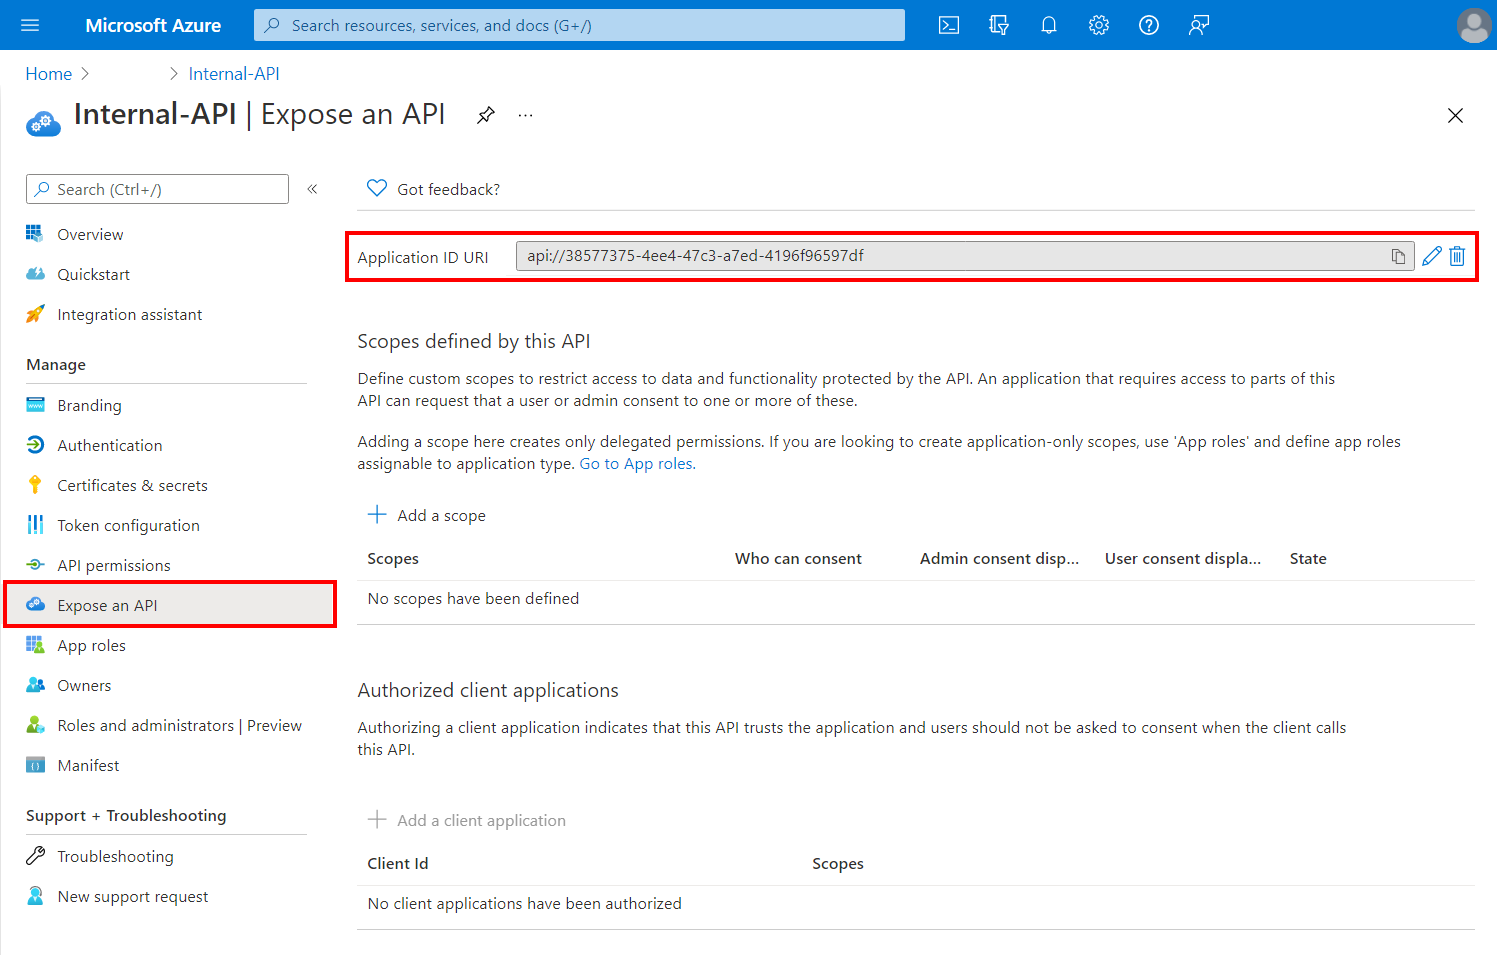 Microsoft Azure
Search resources, services, and docs (G+/)
Home > > Internal-API
Internal-API | Expose an API
Search (Ctrl+/)
Overview
Quickstart
Integration assistant
Manage
Branding
Authentication
Certificates & secrets
Token configuration
API permissions
Expose an API
App roles
Owners
Roles and administrators | Preview
Manifest
Support + Troubleshooting
Troubleshooting
New support request
Got feedback?
Application ID URI api://38577375-4ee4-47c3-a7ed-4196f96597df
Scopes defined by this API
Define custom scopes to restrict access to data and functionality protected by the API. An application that requires access to parts of this
API can request that a user or admin consent to one or more of these.
Adding a scope here creates only delegated permissions. If you are looking to create application-only scopes, use 'App roles' and define app roles
assignable to application type. Go to App roles.
Add a scope
Scopes Who can consent Admin consent disp... User consent displa... State
No scopes have been defined
Authorized client applications
Authorizing a client application indicates that this API trusts the application and users should not be asked to consent when the client calls
this API.
Add a client application
Client Id Scopes
No client applications have been authorized